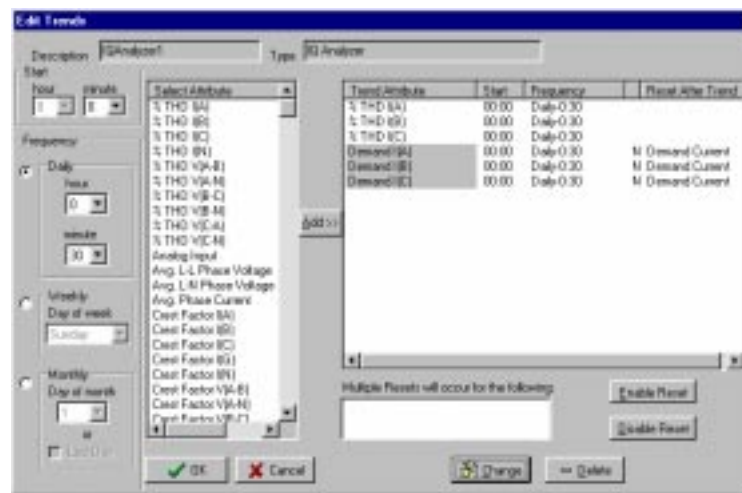 Edit Trends
Description IQAnalyzer1 Type IQ Analyzer
Start
hour minute
1 0
Frequency
Daily
hour
0
minute
30
Weekly
Day of week
Sunday
Monthly
Day of month
1
or
Select Attribute
% THD I(A)
% THD I(B)
% THD I(C)
% THD I(N)
% THD V(A-B)
% THD V(A-N)
% THD V(B-C)
% THD V(B-N)
% THD V(C-A)
% THD V(C-N)
Analog Input
Avg. L-L Phase Voltage
Avg. L-N Phase Voltage
Avg. Phase Current
Crest Factor I(A)
Crest Factor I(B)
Crest Factor I(C)
Crest Factor I(G)
Crest Factor I(N)
Crest Factor V(A-B)
Crest Factor V(A-N)
Crest Factor V(B-C)
Add >>
Trend Attribute Start Frequency Reset After Trend
% THD I(A) 00:00 Daily-0:30
% THD I(B) 00:00 Daily-0:30
% THD I(C) 00:00 Daily-0:30
Demand I(A) 00:00 Daily-0:30 N Demand Current
Demand I(B) 00:00 Daily-0:30 N Demand Current
Demand I(C) 00:00 Daily-0:30 N Demand Current
Multiple Resets will occur for the following:
Enable Reset
Disable Reset
OK Cancel Change Delete